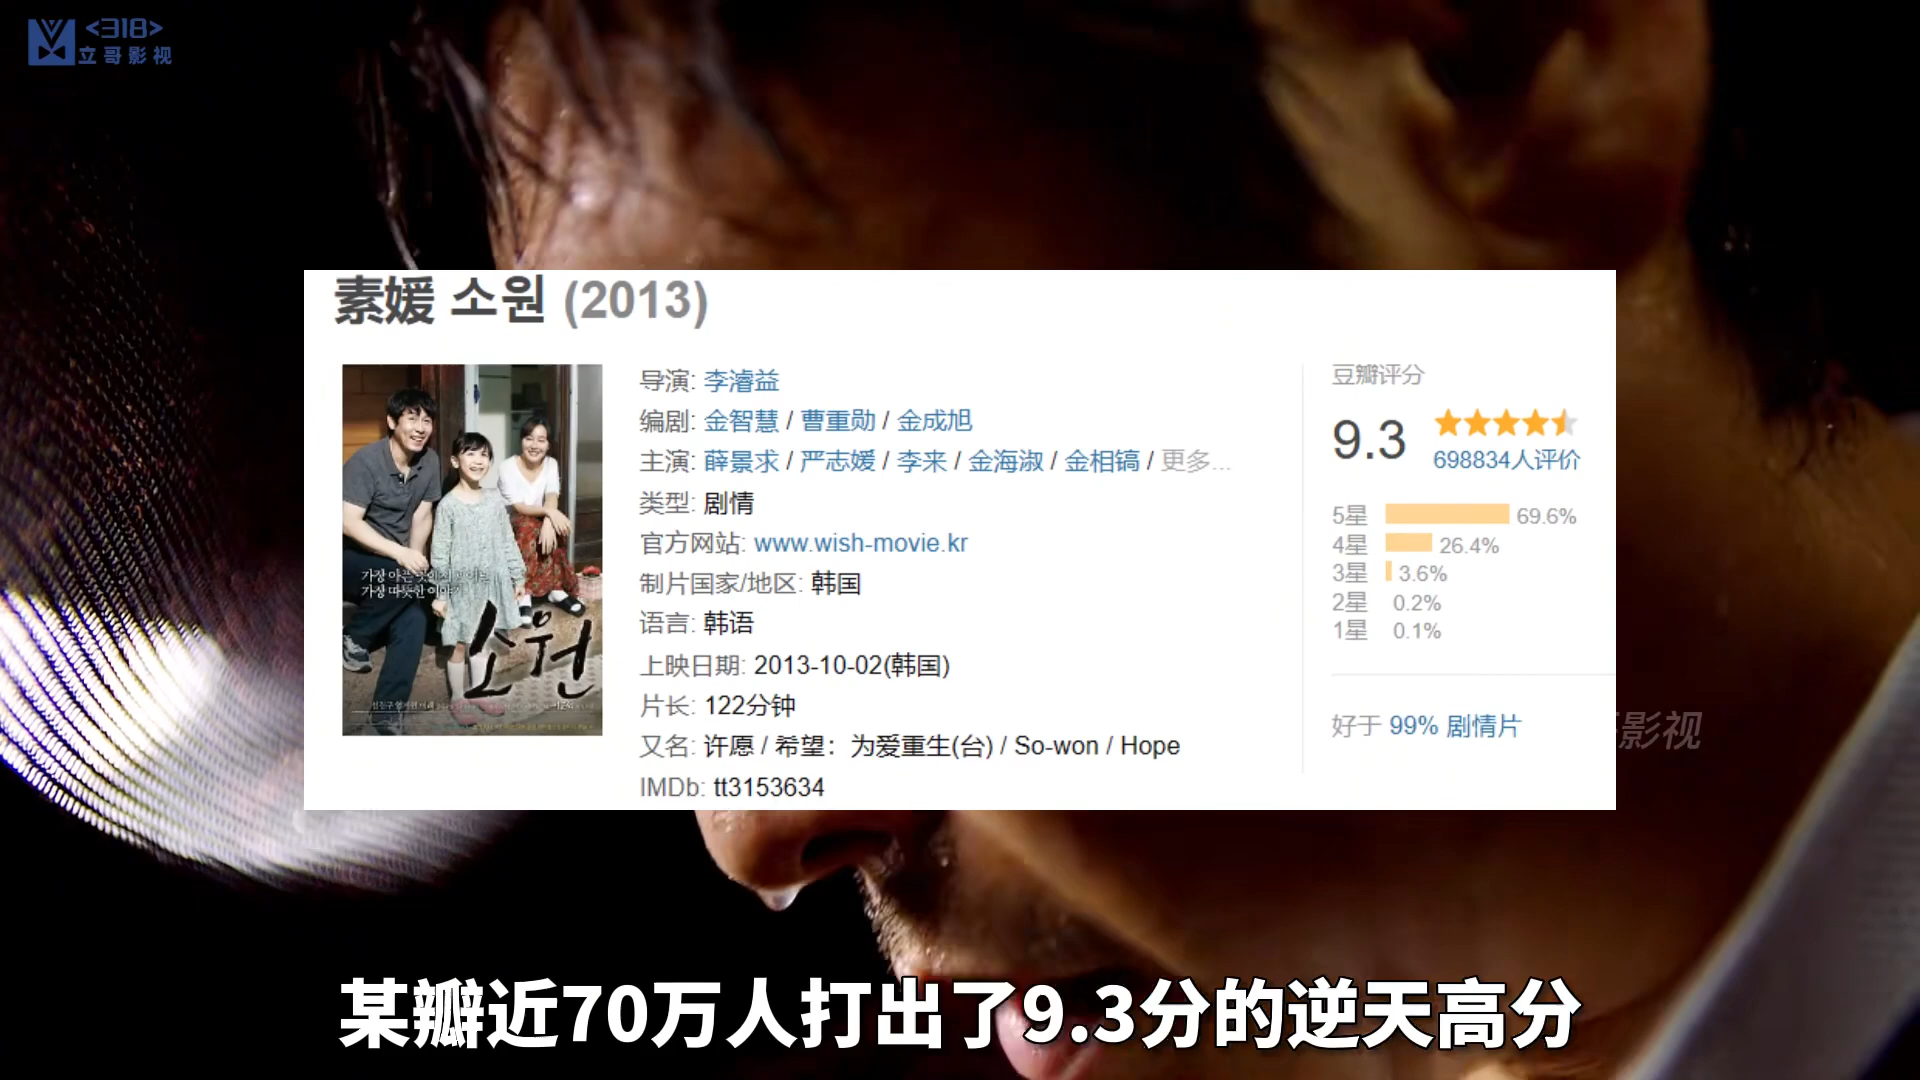 <318>
立哥影视
素媛 소원 (2013)
导演: 李濬益
编剧: 金智慧 / 曹重勋 / 金成旭
主演: 薛景求 / 严志媛 / 李来 / 金海淑 / 金相镐 / 更多...
类型: 剧情
官方网站: www.wish-movie.kr
制片国家/地区: 韩国
语言: 韩语
上映日期: 2013-10-02(韩国)
片长: 122分钟
又名: 许愿 / 希望：为爱重生(台) / So-won / Hope
IMDb: tt3153634
소원
豆瓣评分
9.3
698834人评价
5星 69.6%
4星 26.4%
3星 3.6%
2星 0.2%
1星 0.1%
好于 99% 剧情片
影视
某瓣近70万人打出了9.3分的逆天高分